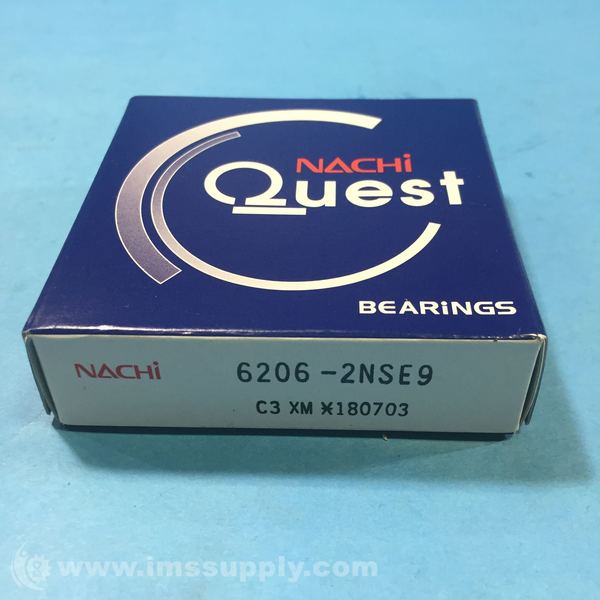 NACHi
Quest
BEARiNGS
NACHi 6206-2NSE9
C3 XM ⚹180703
www.imssupply.com